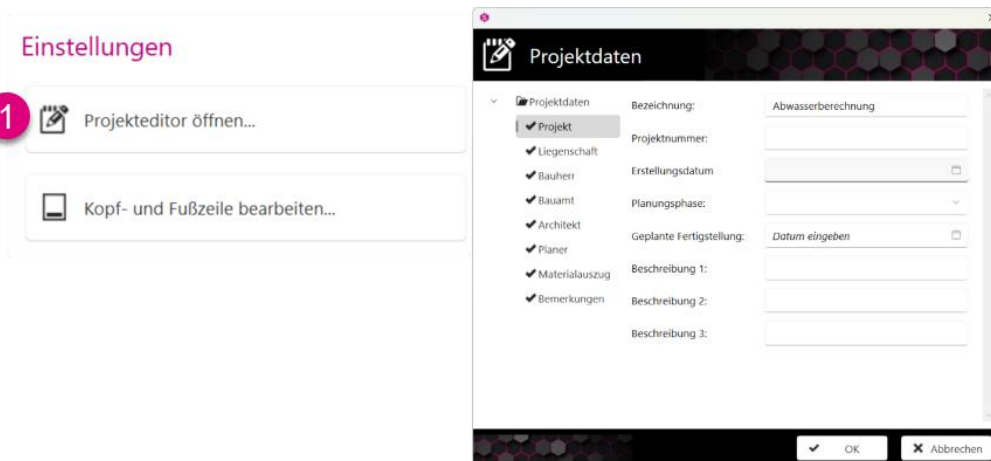 Einstellungen
1
Projekteditor öffnen...
Kopf- und Fußzeile bearbeiten...
Projektdaten
Projektdaten
Projekt
Liegenschaft
Bauherr
Bauamt
Architekt
Planer
Materialauszug
Bemerkungen
Bezeichnung: Abwasserberechnung
Projektnummer:
Erstellungsdatum
Planungsphase:
Geplante Fertigstellung: Datum eingeben
Beschreibung 1:
Beschreibung 2:
Beschreibung 3:
OK Abbrechen